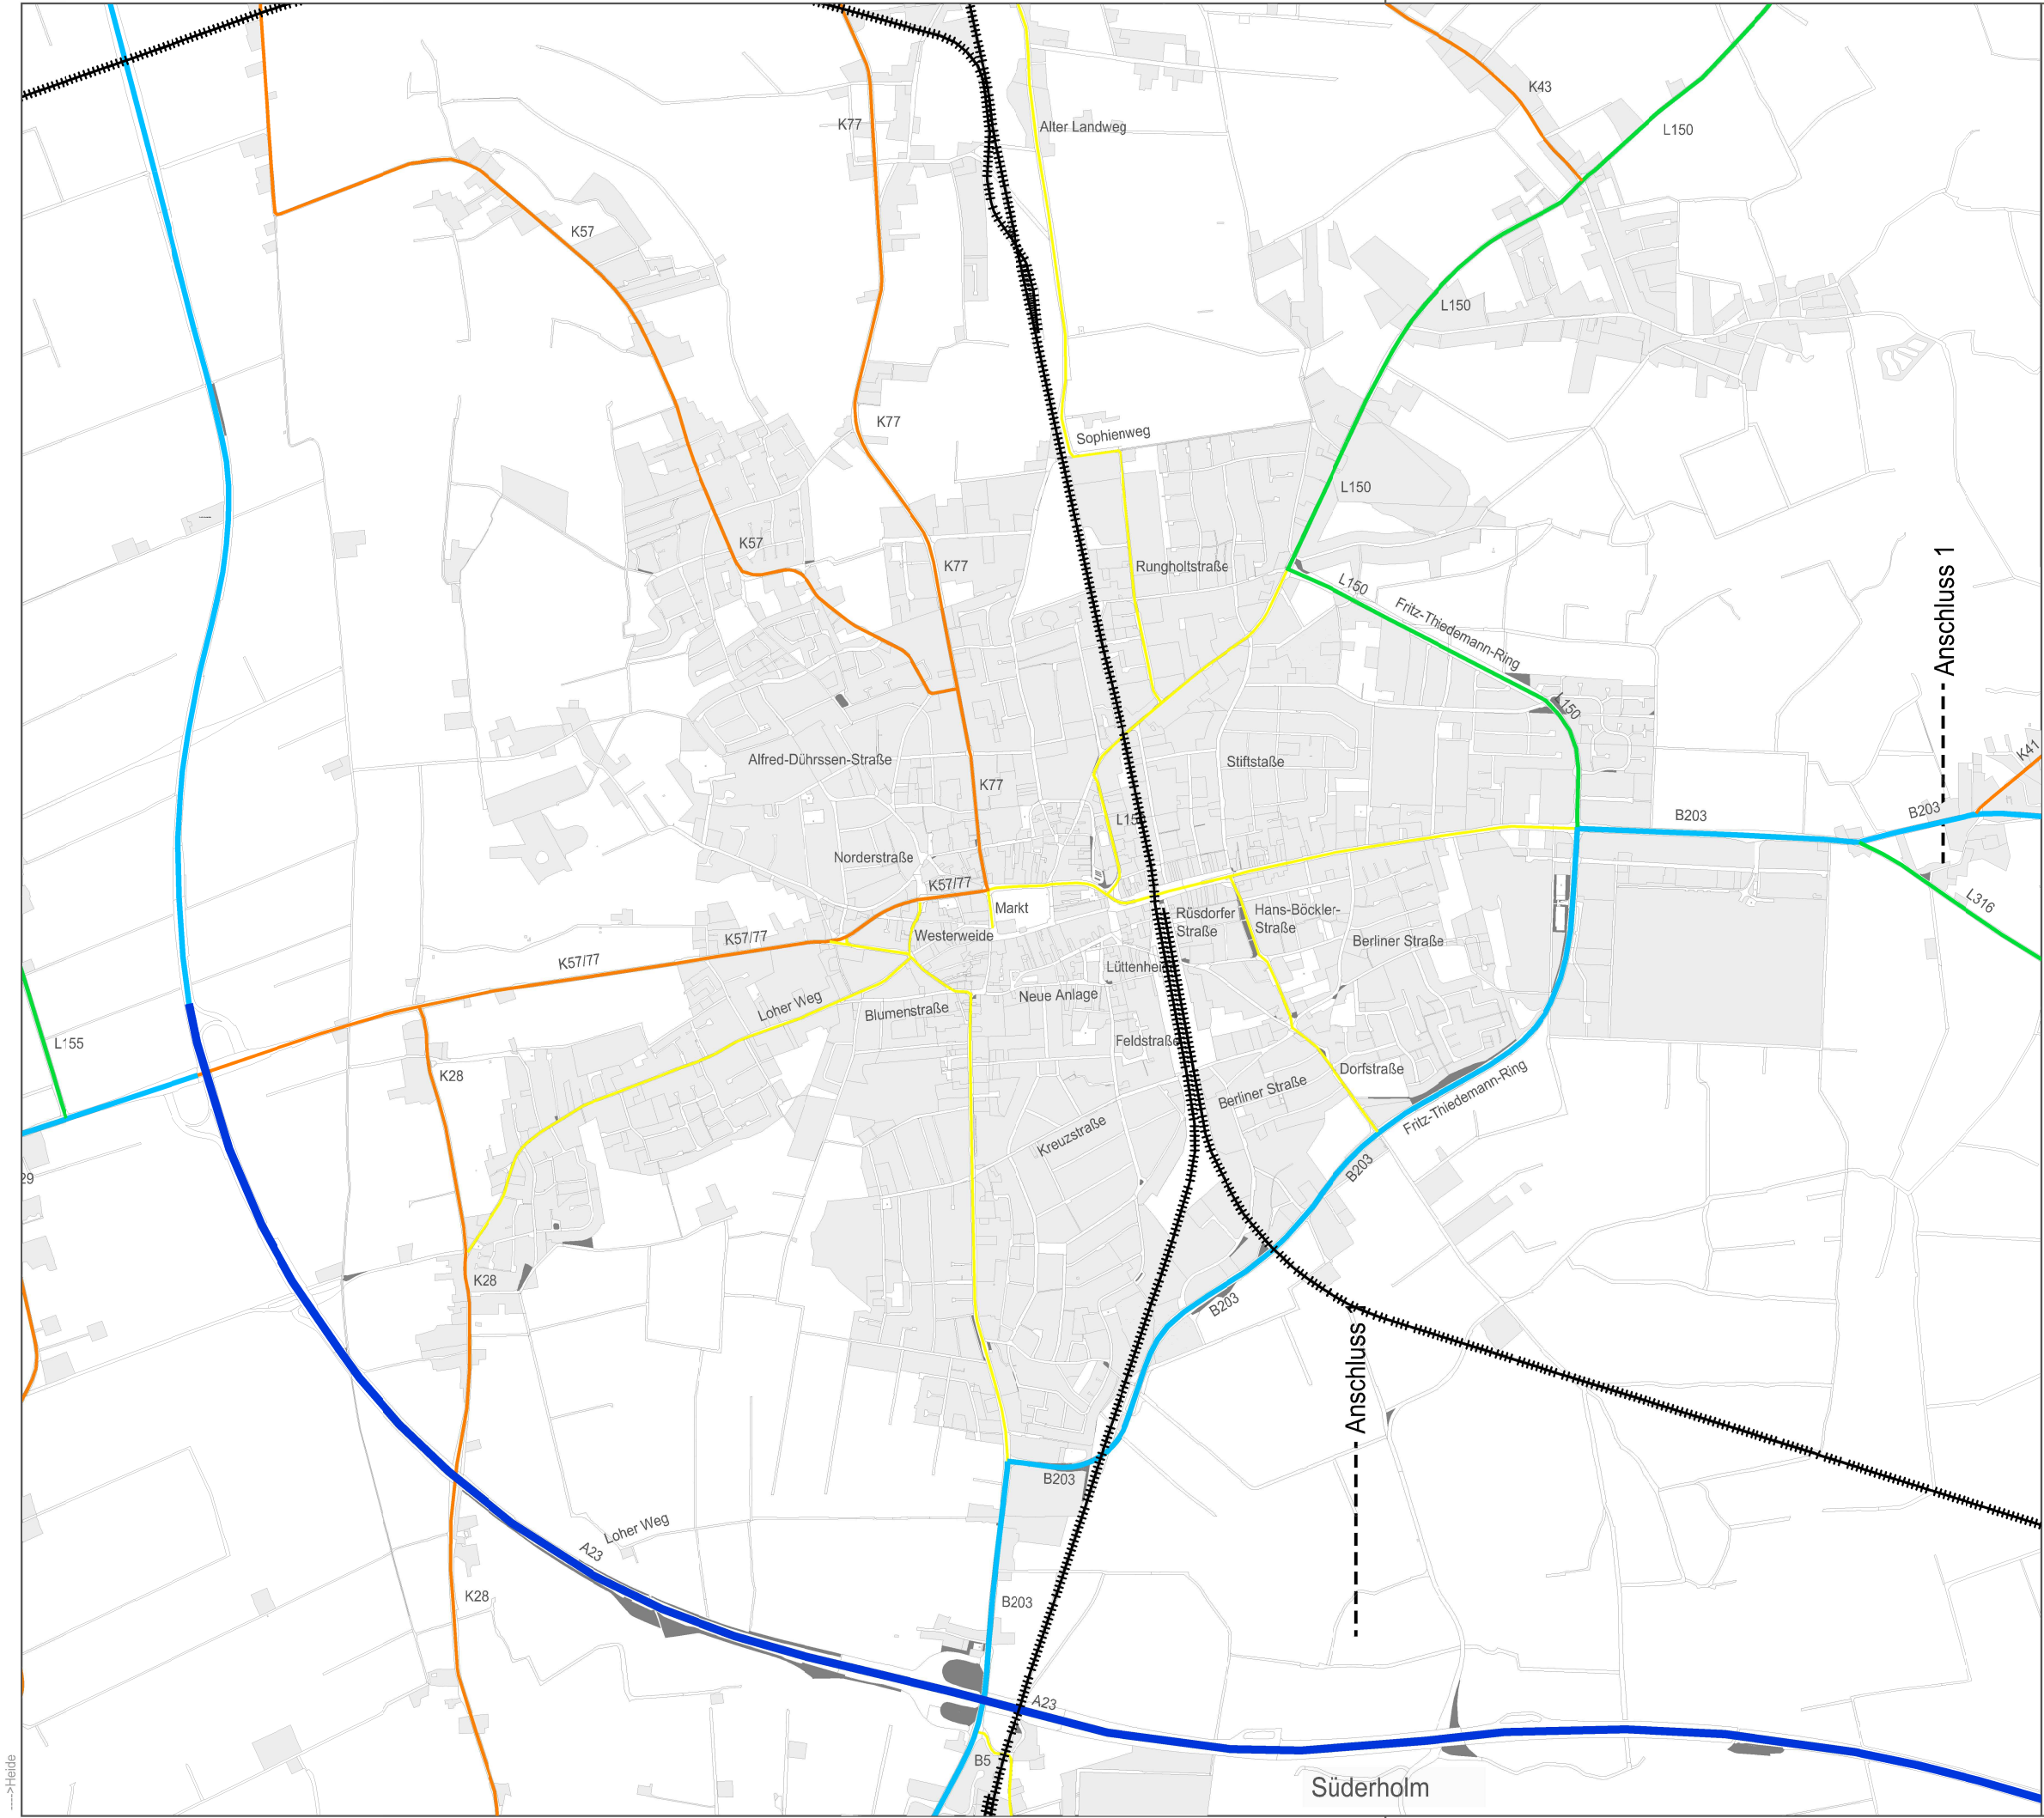 K43
K77
Alter Landweg
L150
K57
L150
K77
Sophienweg
L150
K57
K77
Rungholtstraße
L150
Fritz-Thiedemann-Ring
Anschluss 1
L150
Alfred-Dührssen-Straße
Stiftstaße
K41
K77
B203
B203
Norderstraße
K57/77
L316
Markt
Rüsdorfer
Straße
Hans-Böckler-
Straße
Westerweide
K57/77
Berliner Straße
K57/77
Neue Anlage
Loher Weg
Blumenstraße
L155
Feldstraße
K28
Dorfstraße
Berliner Straße
Fritz-Thiedemann-Ring
Kreuzstraße
B203
29
K28
B203
Anschluss
B203
Loher Weg
A23
K28
B203
A23
B5
Süderholm
---->Heide